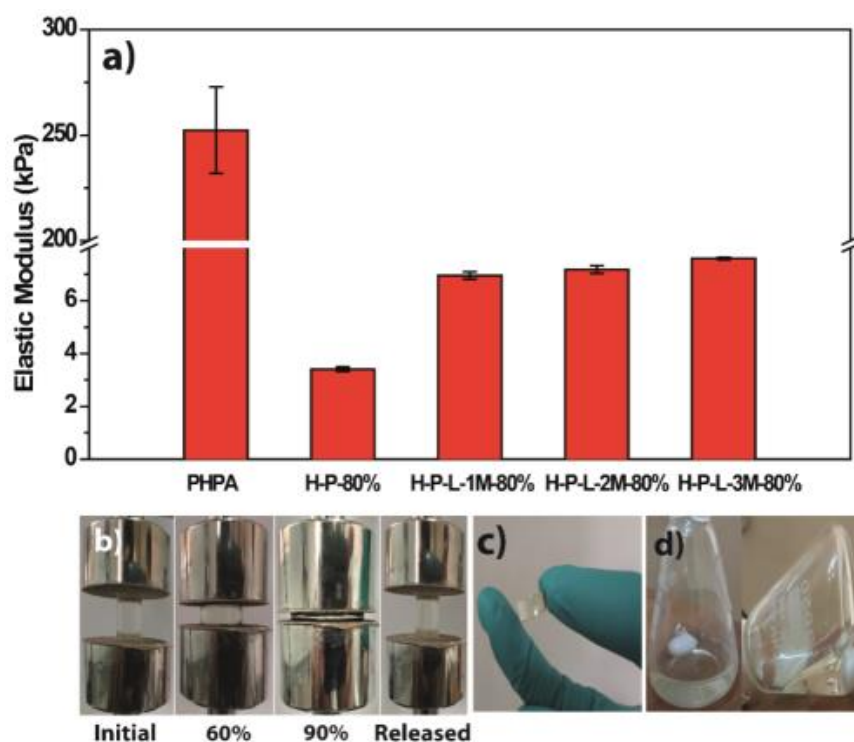 a)
Elastic Modulus (kPa)
300
250
200
6
4
2
0
PHPA H-P-80% H-P-L-1M-80% H-P-L-2M-80% H-P-L-3M-80%
b)
c)
d)
Initial 60% 90% Released